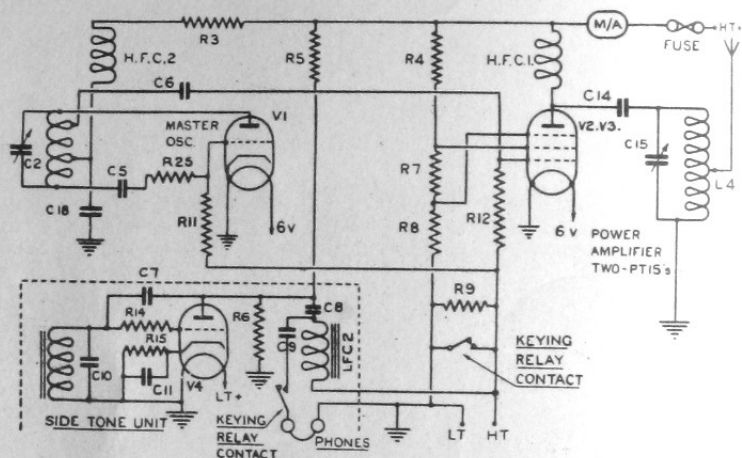 R3
M/A
FUSE
HT+
H.F.C.2
R5
R4
H.F.C.1.
C6
C14
V1
V2.V3.
MASTER
OSC.
C2
C5
R25
R7
C15
L4
C18
R11
6V
R8
R12
6V
POWER
AMPLIFIER
TWO-PT15's
C7
R9
R14
R6
C8
R15
C9
LFC2
KEYING
RELAY
CONTACT
C10
C11
V4
LT+
SIDE TONE UNIT
KEYING
RELAY
CONTACT
PHONES
LT
HT